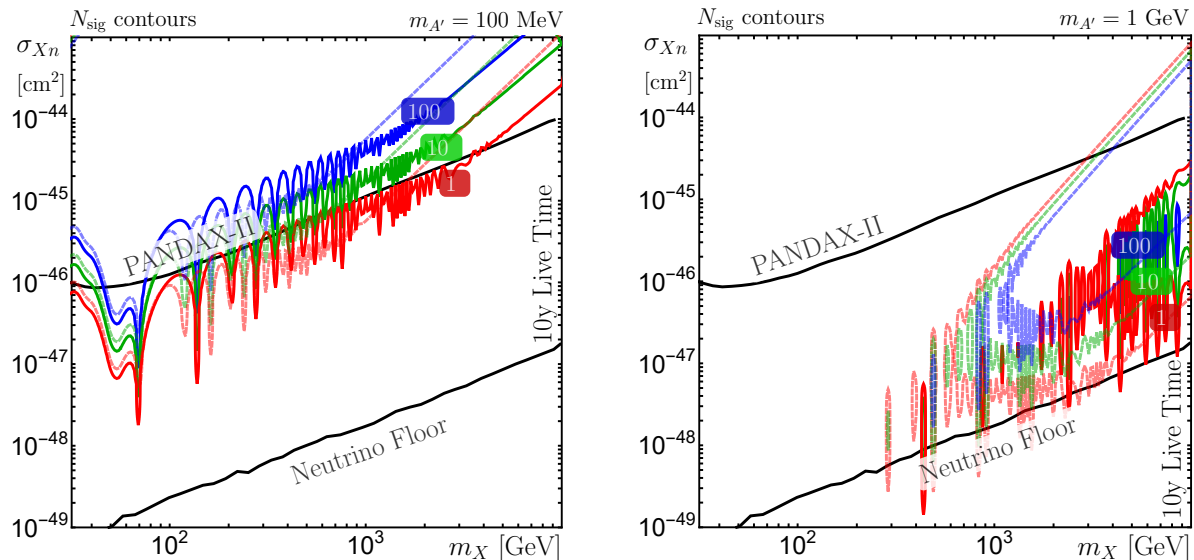 N_sig contours m_A′ = 100 MeV
σ_Xn
[cm²]
10⁻⁴⁴
10⁻⁴⁵
10⁻⁴⁶
10⁻⁴⁷
10⁻⁴⁸
10⁻⁴⁹
100
10
1
PANDAX-II
Neutrino Floor
10y Live Time
10² 10³ m_X [GeV]
N_sig contours m_A′ = 1 GeV
σ_Xn
[cm²]
10⁻⁴⁴
10⁻⁴⁵
10⁻⁴⁶
10⁻⁴⁷
10⁻⁴⁸
10⁻⁴⁹
PANDAX-II
100
10
1
Neutrino Floor
10y Live Time
10² 10³ m_X [GeV]